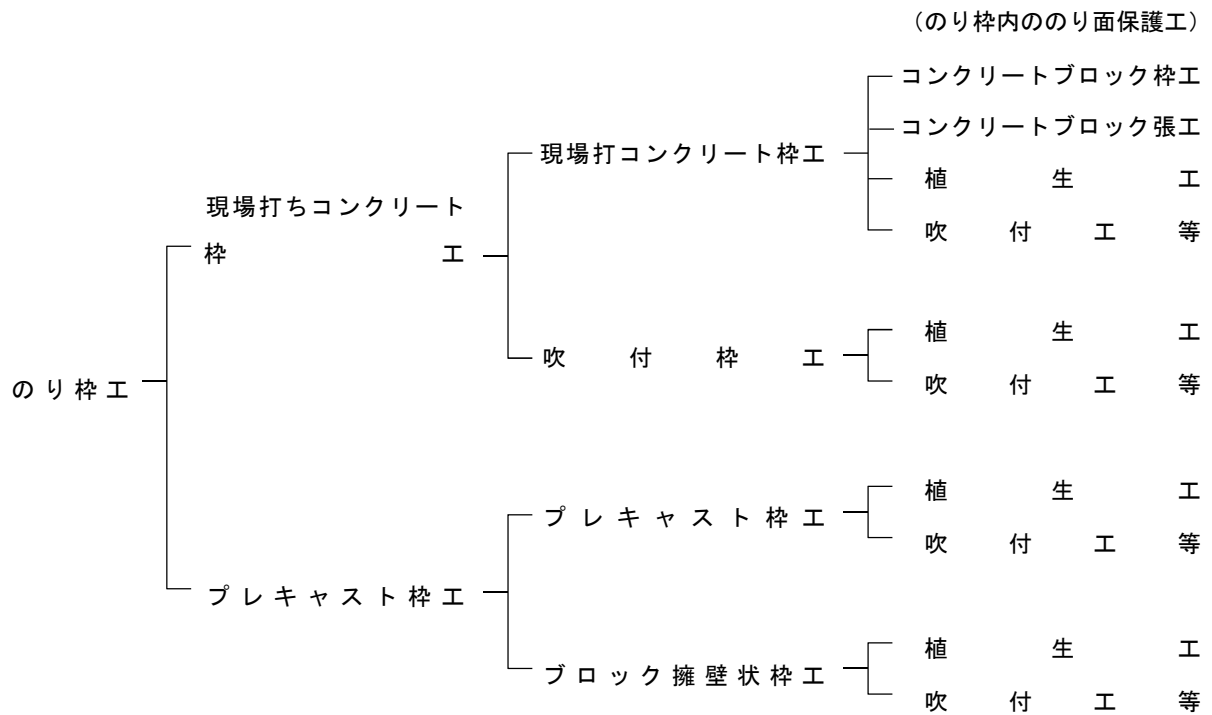 （のり枠内ののり面保護工）
コンクリートブロック枠工
コンクリートブロック張工
現場打コンクリート枠工
植生工
吹付工等
現場打ちコンクリート
枠工
植生工
吹付枠工
吹付工等
のり枠工
植生工
プレキャスト枠工
吹付工等
プレキャスト枠工
植生工
ブロック擁壁状枠工
吹付工等